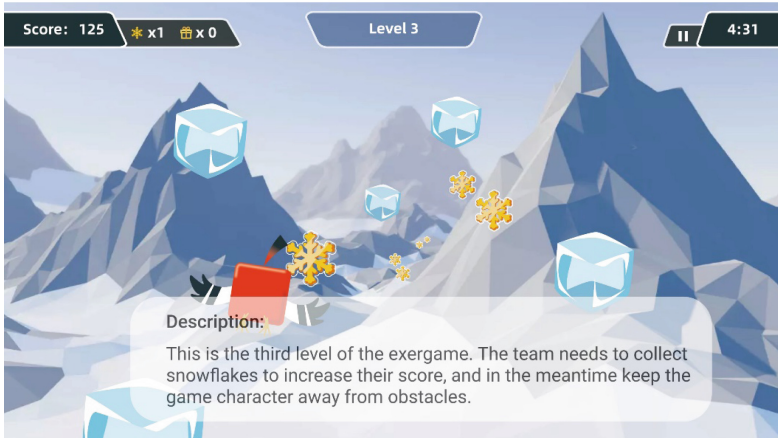 Score: 125
x1
x 0
Level 3
4:31
Description:
This is the third level of the exergame. The team needs to collect
snowflakes to increase their score, and in the meantime keep the
game character away from obstacles.